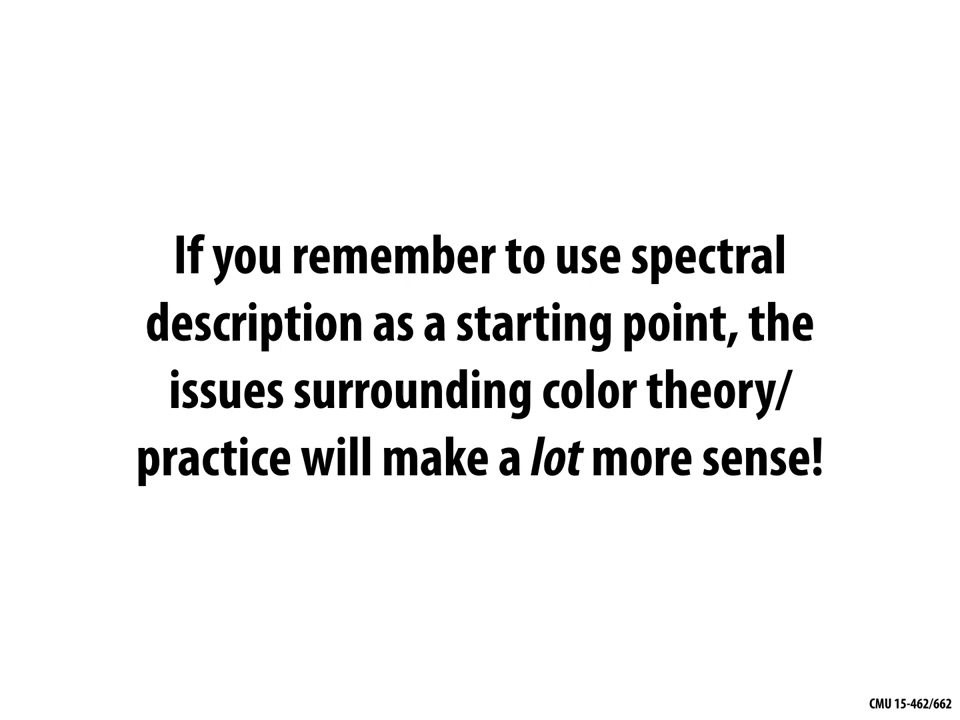 If you remember to use spectral
description as a starting point, the
issues surrounding color theory/
practice will make a lot more sense!
CMU 15-462/662